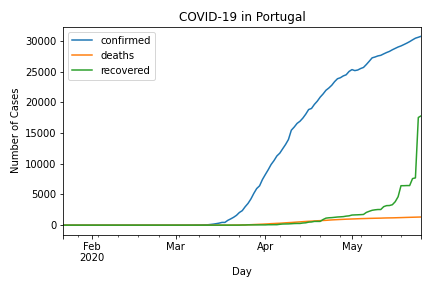 COVID-19 in Portugal
confirmed
deaths
recovered
Number of Cases
30000
25000
20000
15000
10000
5000
0
Feb
2020
Mar
Apr
May
Day